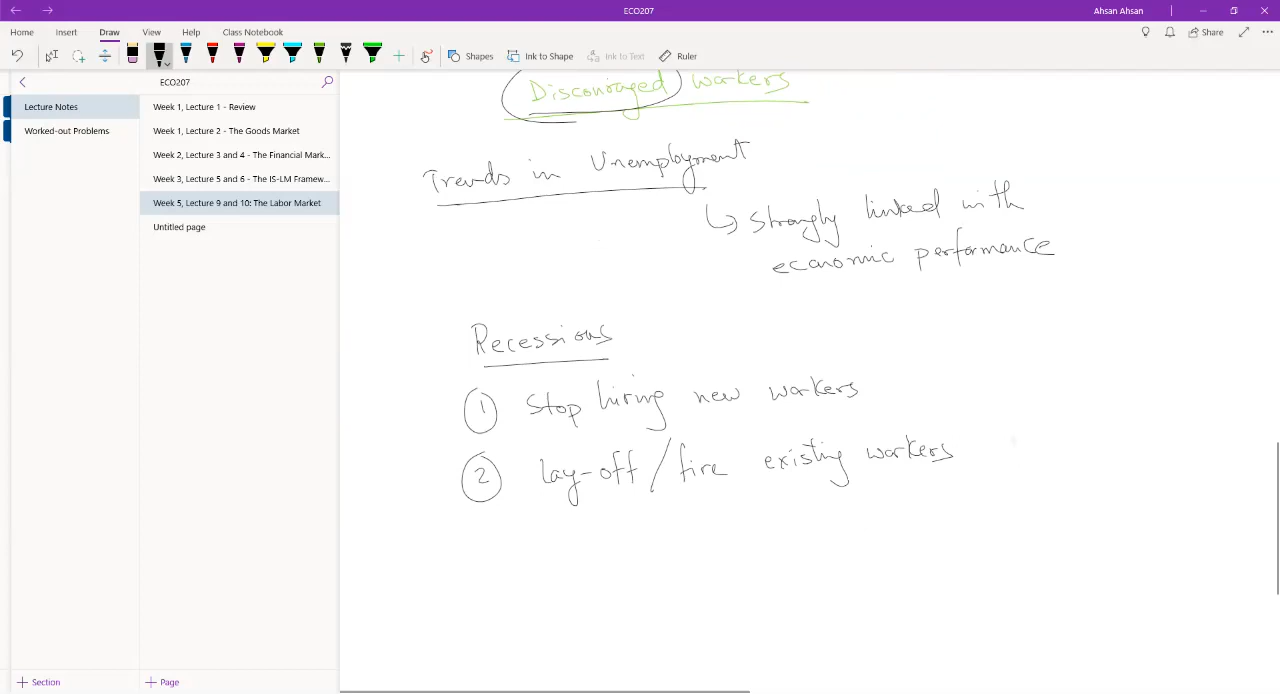 ECO207
Ahsan Ahsan
Home Insert Draw View Help Class Notebook
Share
Shapes Ink to Shape Ink to Text Ruler
ECO207
Lecture Notes
Worked-out Problems
Week 1, Lecture 1 - Review
Week 1, Lecture 2 - The Goods Market
Week 2, Lecture 3 and 4 - The Financial Mark...
Week 3, Lecture 5 and 6 - The IS-LM Framew...
Week 5, Lecture 9 and 10: The Labor Market
Untitled page
Discouraged workers
Trends in Unemployment
↳ strongly linked with
economic performance
Recessions
① stop hiring new workers
② lay-off / fire existing workers
+ Section
+ Page